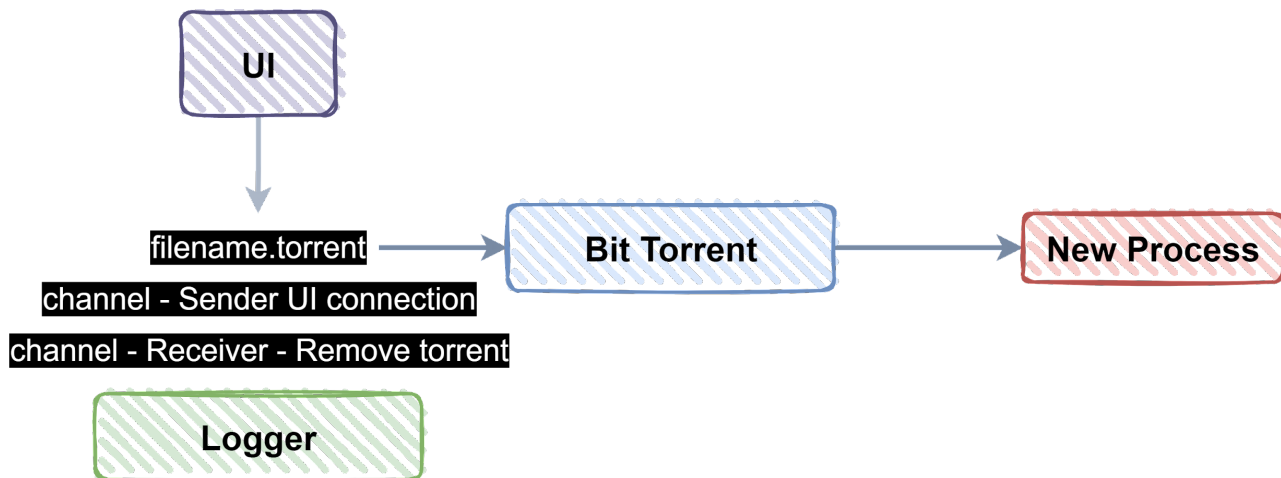 UI
filename.torrent
Bit Torrent
New Process
channel - Sender UI connection
channel - Receiver - Remove torrent
Logger